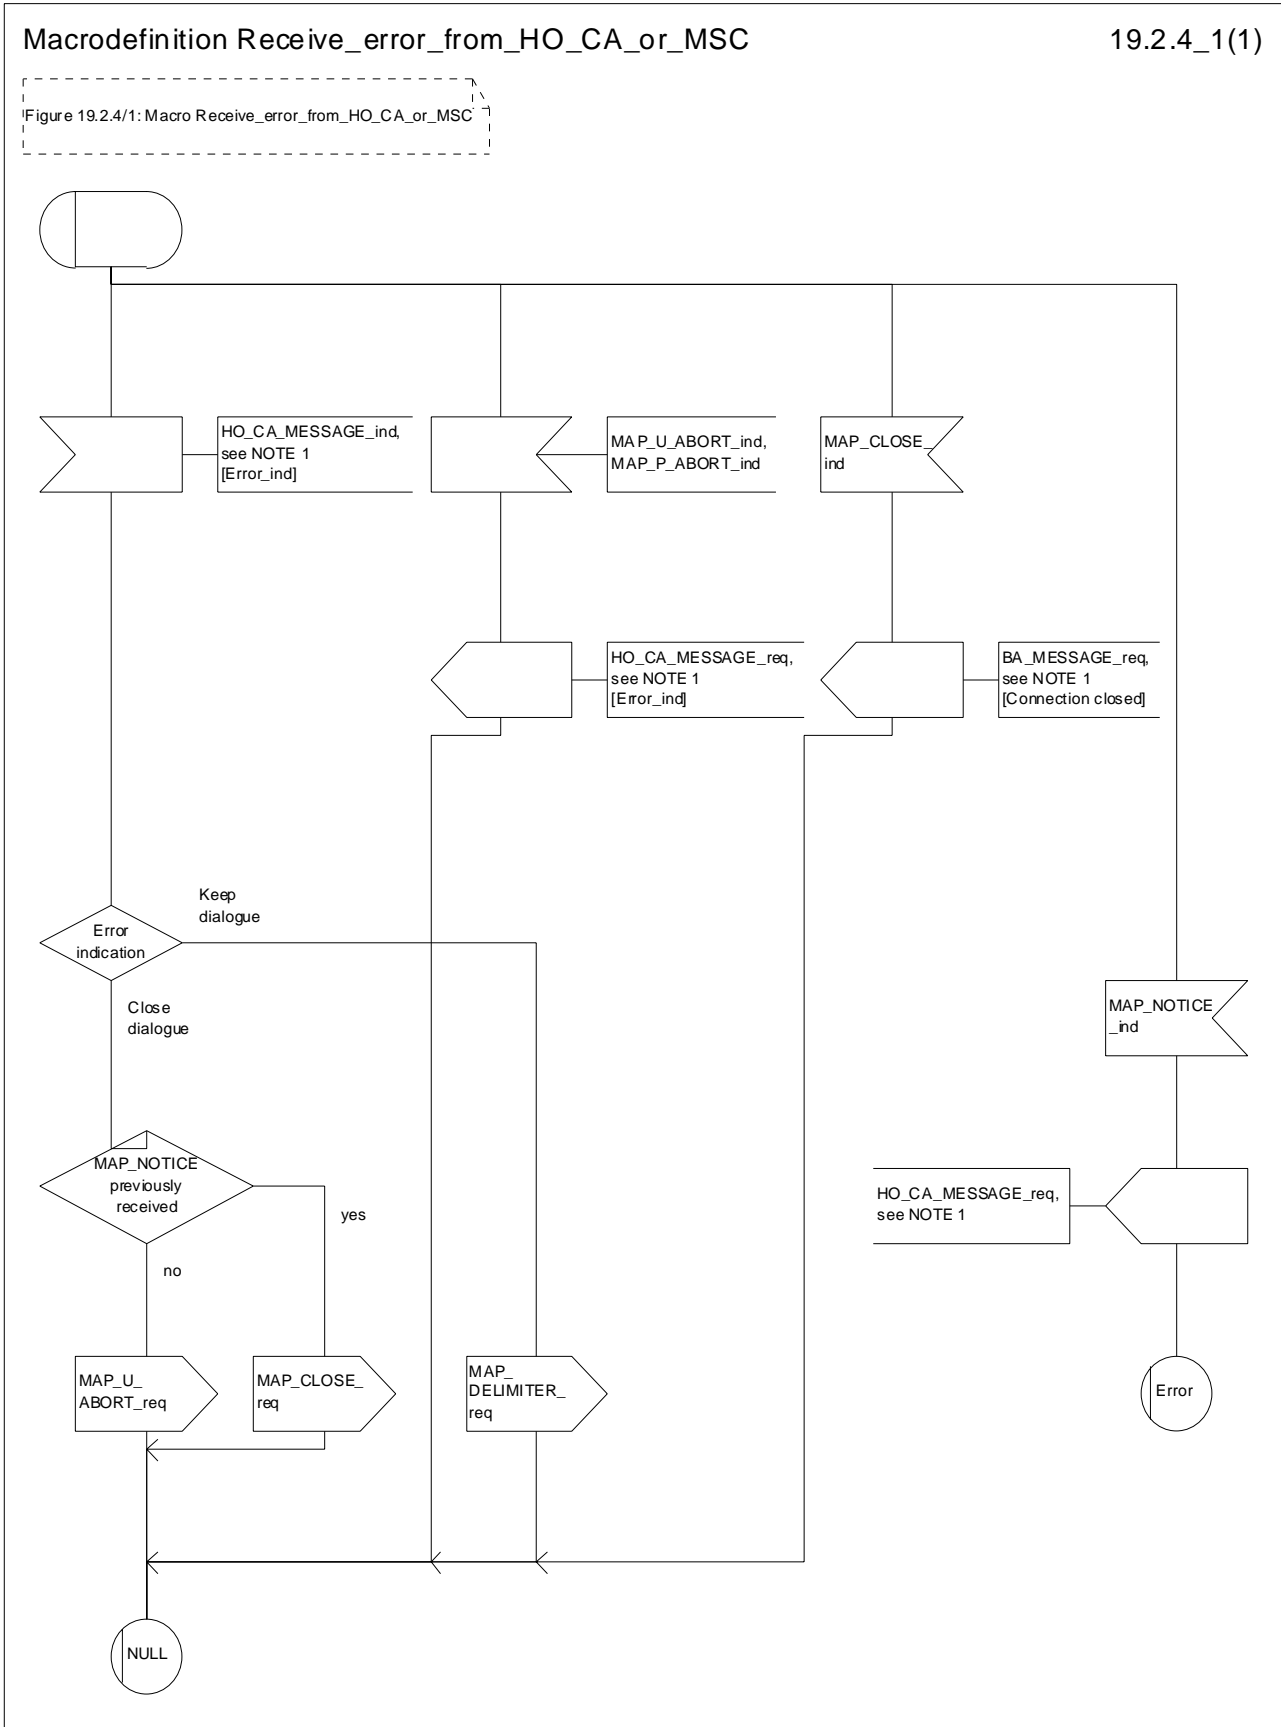 Macrodefinition Receive_error_from_HO_CA_or_MSC
19.2.4_1(1)
Figure 19.2.4/1: Macro Receive_error_from_HO_CA_or_MSC
HO_CA_MESSAGE_ind,
see NOTE 1
[Error_ind]
MAP_U_ABORT_ind,
MAP_P_ABORT_ind
MAP_CLOSE_
ind
HO_CA_MESSAGE_req,
see NOTE 1
[Error_ind]
BA_MESSAGE_req,
see NOTE 1
[Connection closed]
Keep
dialogue
Error
indication
Close
dialogue
MAP_NOTICE
_ind
MAP_NOTICE
previously
received
yes
no
HO_CA_MESSAGE_req,
see NOTE 1
MAP_U_
ABORT_req
MAP_CLOSE_
req
MAP_
DELIMITER_
req
Error
NULL